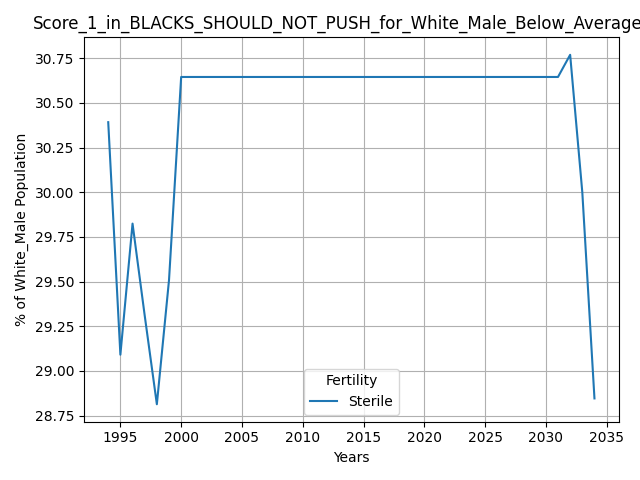 Score_1_in_BLACKS_SHOULD_NOT_PUSH_for_White_Male_Below_Average
30.75
30.50
30.25
30.00
29.75
29.50
29.25
29.00
28.75
% of White_Male Population
Fertility
Sterile
1995 2000 2005 2010 2015 2020 2025 2030 2035
Years